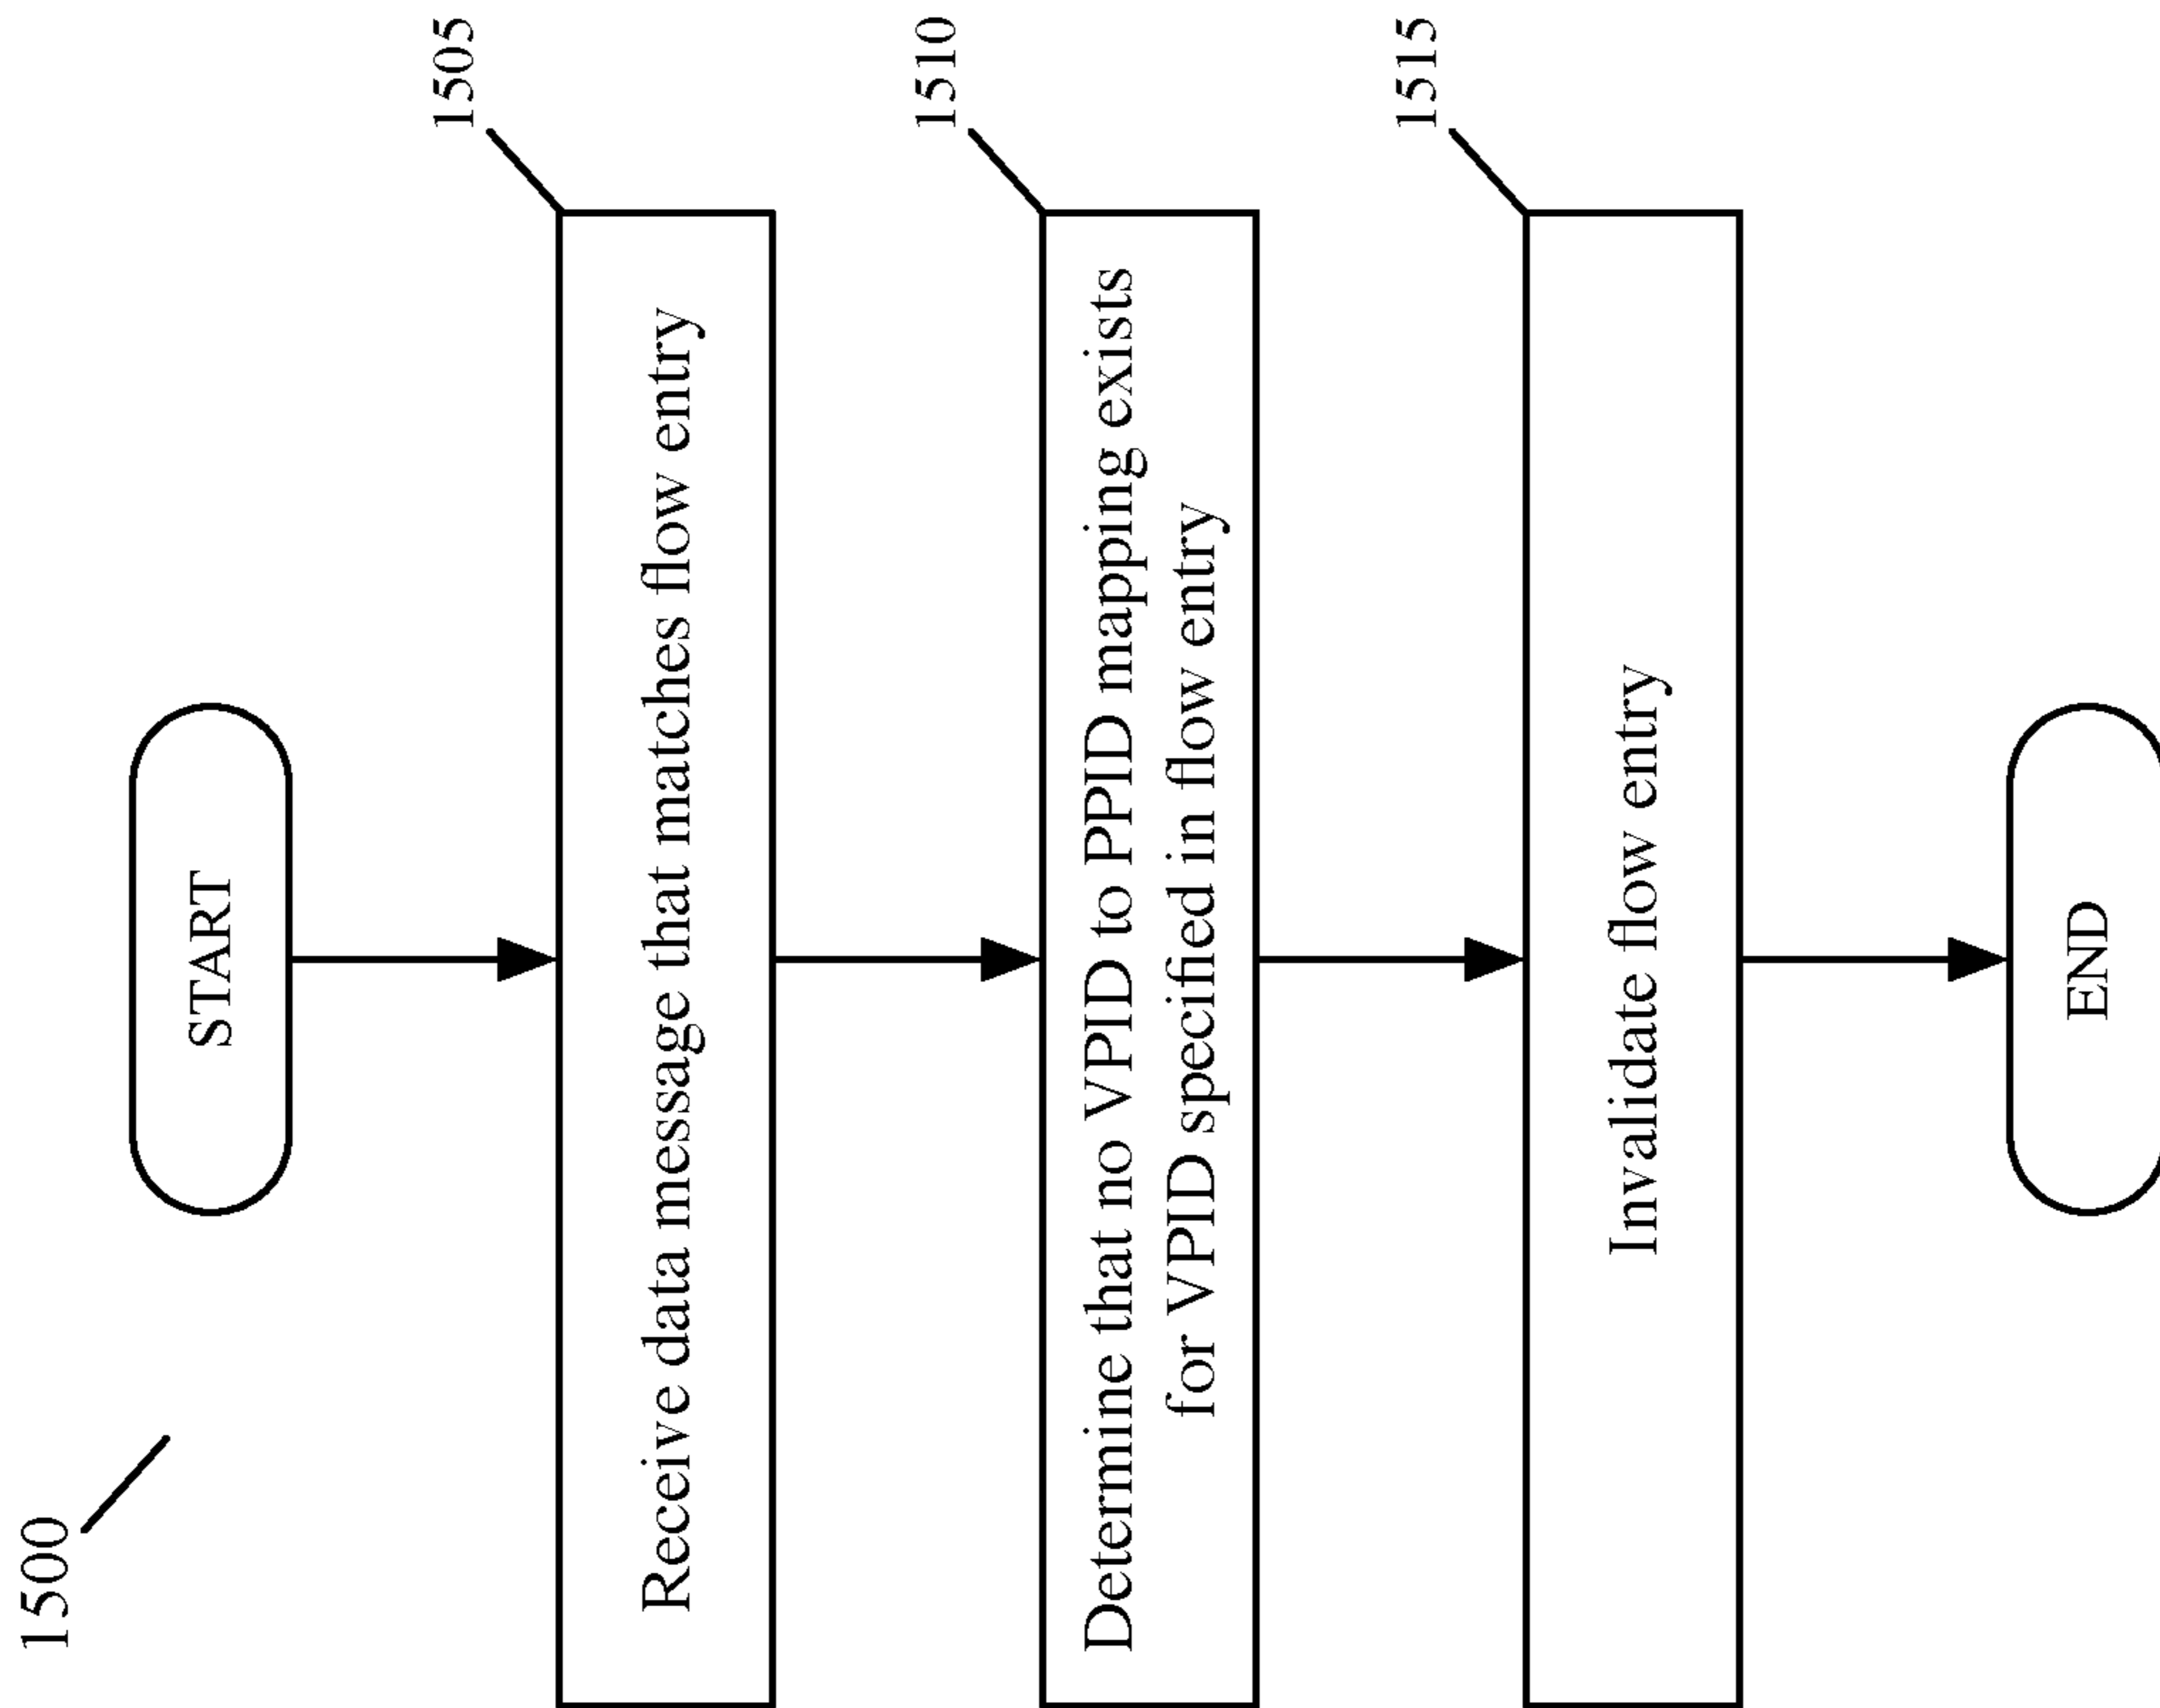 1500
START
1505
Receive data message that matches flow entry
1510
Determine that no VPID to PPID mapping exists
for VPID specified in flow entry
1515
Invalidate flow entry
END